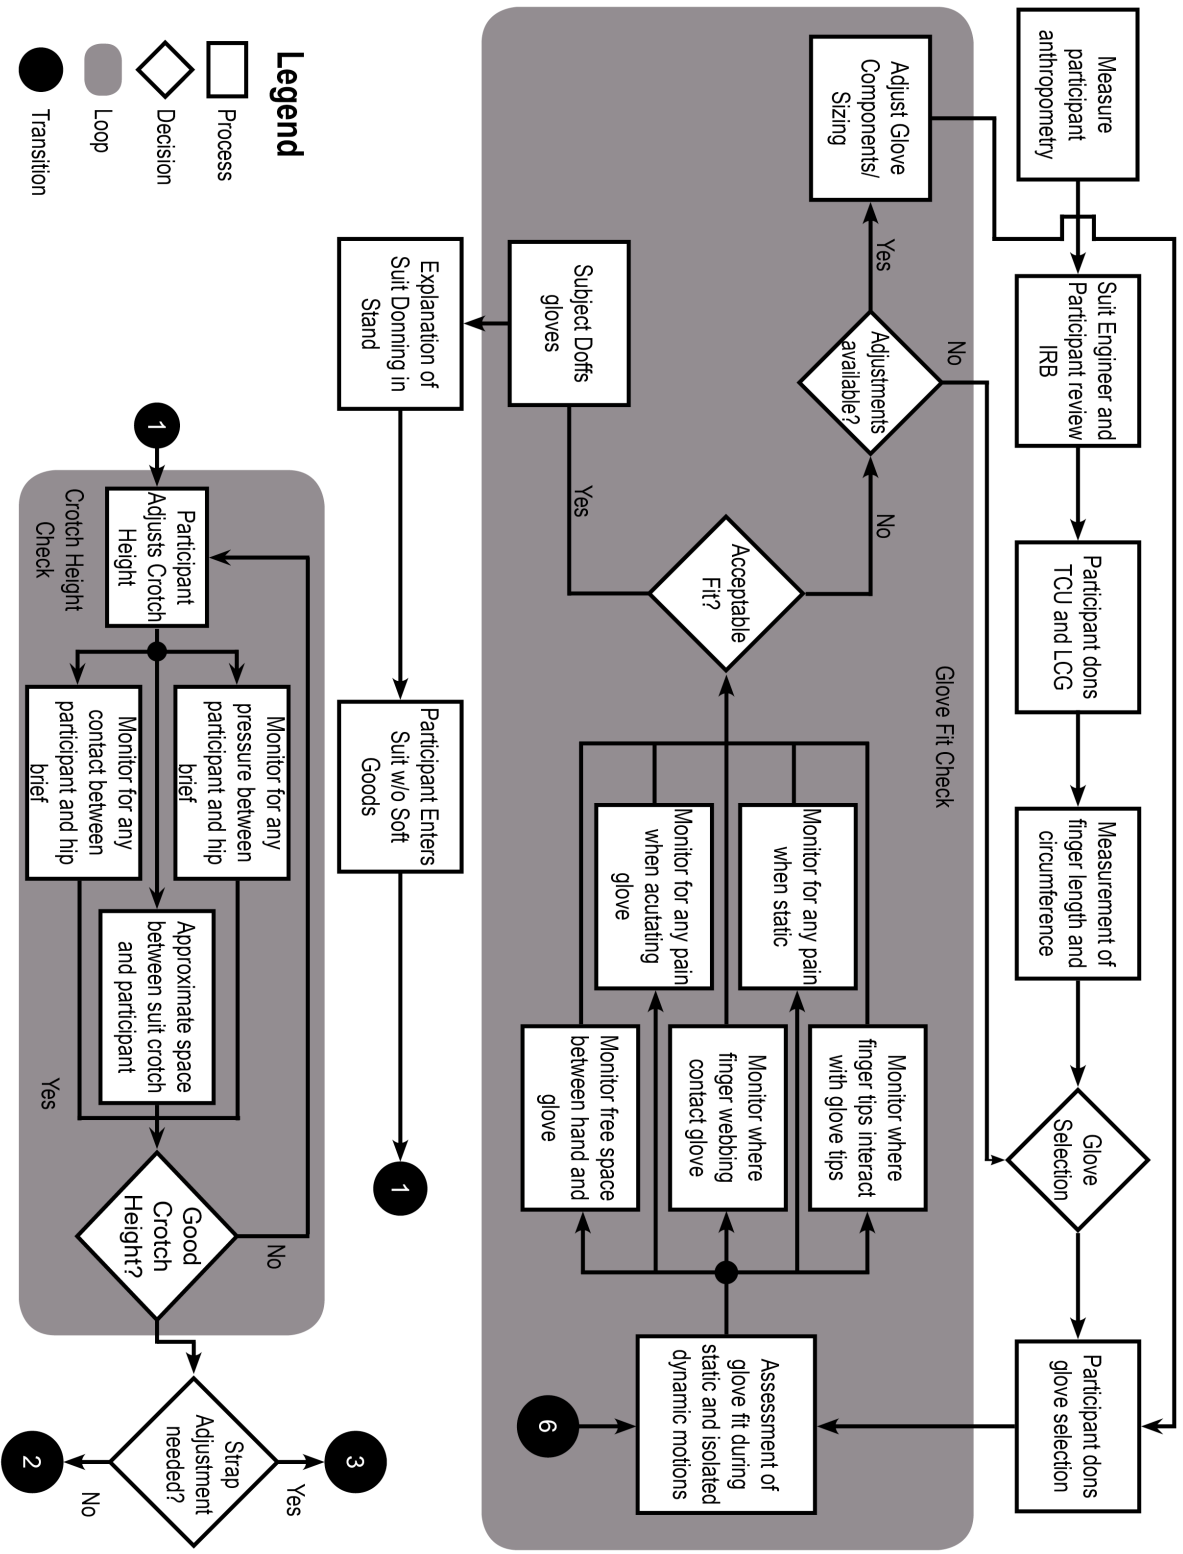 Measure
participant
anthropometry
Suit Engineer and
Participant review
IRB
Participant dons
TCU and LCG
Measurement of
finger length and
circumference
Glove
Selection
Participant dons
glove selection
Glove Fit Check
Adjust Glove
Components/
Sizing
Yes
Adjustments
available?
No
No
Acceptable
Fit?
Yes
Monitor where
finger tips interact
with glove tips
Monitor for any pain
when static
Monitor where
finger webbing
contact glove
Monitor for any pain
when acutating
glove
Monitor free space
between hand and
glove
Assessment of
glove fit during
static and isolated
dynamic motions
6
Subject Doffs
gloves
Explanation of
Suit Donning in
Stand
Participant Enters
Suit w/o Soft
Goods
1
1
Participant
Adjusts Crotch
Height
Crotch Height
Check
Monitor for any
pressure between
participant and hip
brief
Monitor for any
contact between
participant and hip
brief
Approximate space
between suit crotch
and participant
Yes
Good
Crotch
Height?
No
Strap
Adjustment
needed?
Yes
3
No
2
Legend
Process
Decision
Loop
Transition